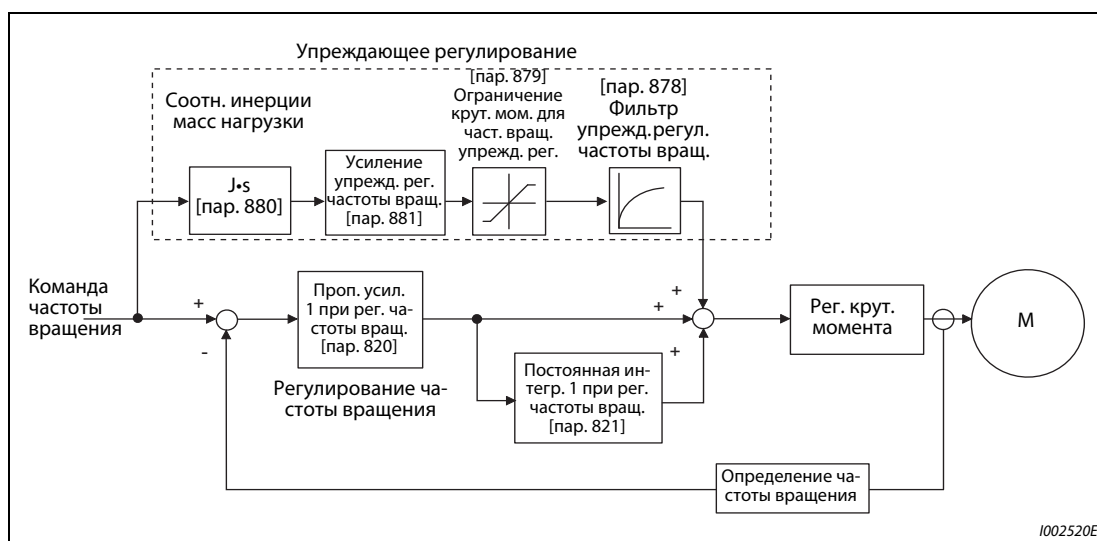 Упреждающее регулирование
Соотн. инерции
масс нагрузки
[пар. 879]
Ограничение
крут. мом. для
част. вращ.
упрежд. рег.
[пар. 878]
Фильтр
упрежд.регул.
частоты вращ.
J•s
[пар. 880]
Усиление
упрежд. рег.
частоты вращ.
[пар. 881]
Команда
частоты
вращения
+
-
Проп. усил.
1 при рег. ча-
стоты вращ.
[пар. 820]
Регулирование ча-
стоты вращения
Постоянная ин-
тегр. 1 при рег.
частоты вращ.
[пар. 821]
+
+
+
Рег. крут.
момента
M
Определение ча-
стоты вращения
I002520E